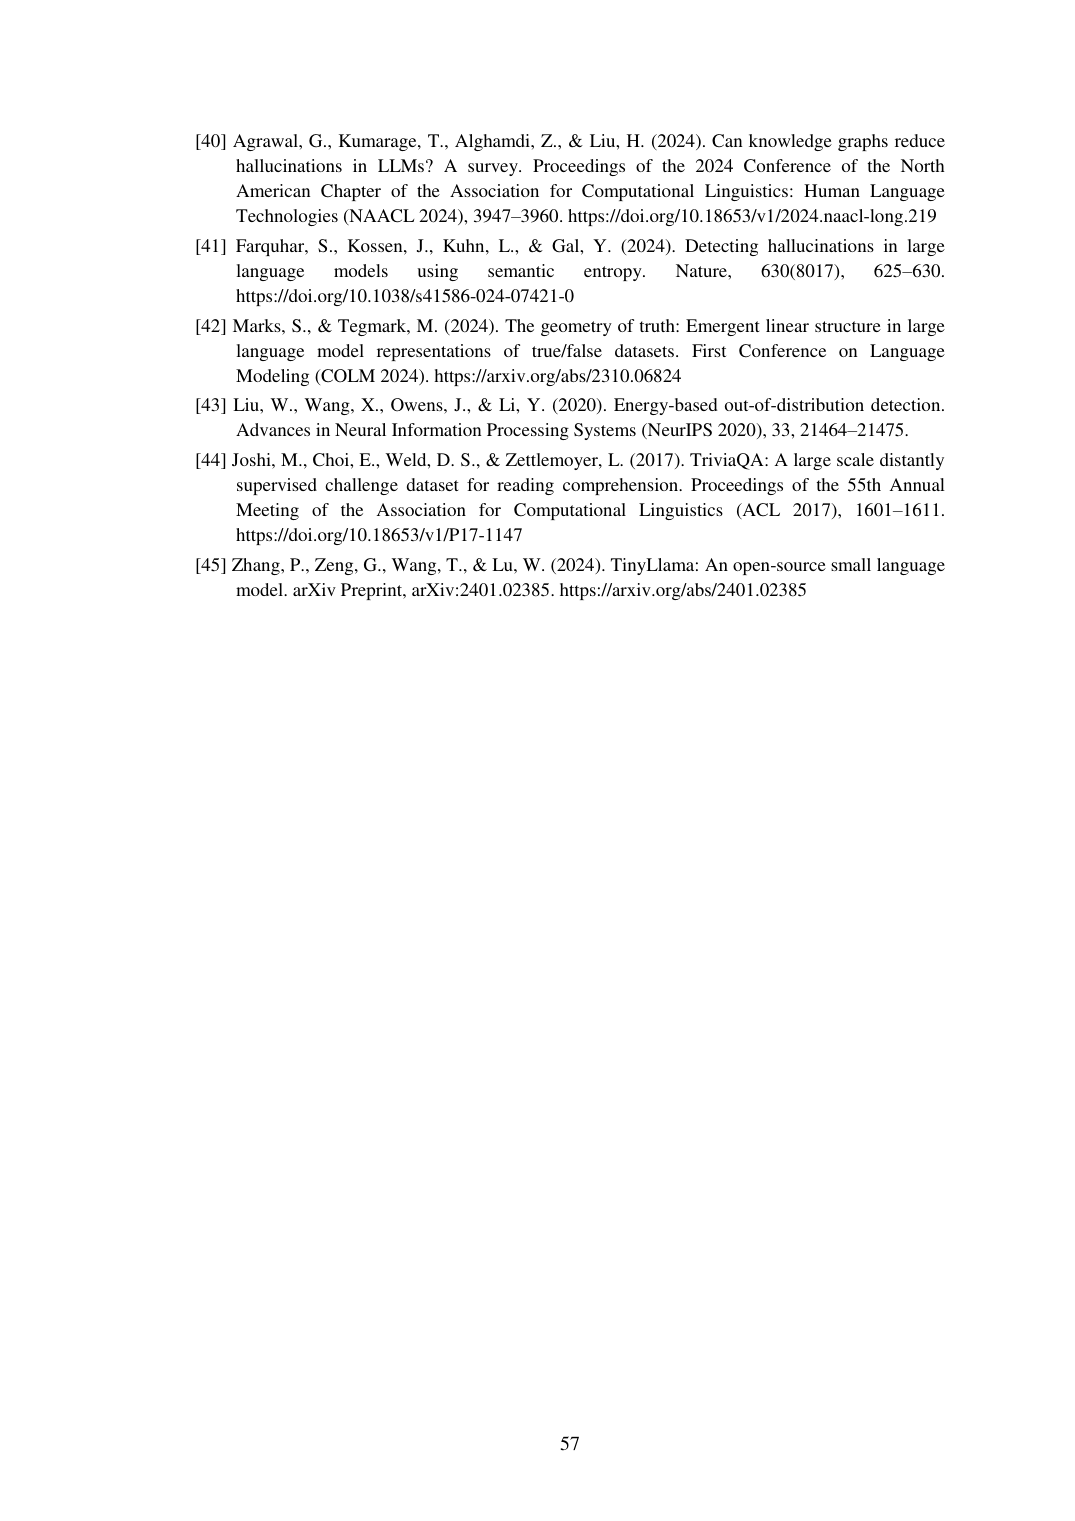 [40] Agrawal, G., Kumarage, T., Alghamdi, Z., & Liu, H. (2024). Can knowledge graphs reduce
hallucinations in LLMs? A survey. Proceedings of the 2024 Conference of the North
American Chapter of the Association for Computational Linguistics: Human Language
Technologies (NAACL 2024), 3947–3960. https://doi.org/10.18653/v1/2024.naacl-long.219
[41] Farquhar, S., Kossen, J., Kuhn, L., & Gal, Y. (2024). Detecting hallucinations in large
language models using semantic entropy. Nature, 630(8017), 625–630.
https://doi.org/10.1038/s41586-024-07421-0
[42] Marks, S., & Tegmark, M. (2024). The geometry of truth: Emergent linear structure in large
language model representations of true/false datasets. First Conference on Language
Modeling (COLM 2024). https://arxiv.org/abs/2310.06824
[43] Liu, W., Wang, X., Owens, J., & Li, Y. (2020). Energy-based out-of-distribution detection.
Advances in Neural Information Processing Systems (NeurIPS 2020), 33, 21464–21475.
[44] Joshi, M., Choi, E., Weld, D. S., & Zettlemoyer, L. (2017). TriviaQA: A large scale distantly
supervised challenge dataset for reading comprehension. Proceedings of the 55th Annual
Meeting of the Association for Computational Linguistics (ACL 2017), 1601–1611.
https://doi.org/10.18653/v1/P17-1147
[45] Zhang, P., Zeng, G., Wang, T., & Lu, W. (2024). TinyLlama: An open-source small language
model. arXiv Preprint, arXiv:2401.02385. https://arxiv.org/abs/2401.02385
57